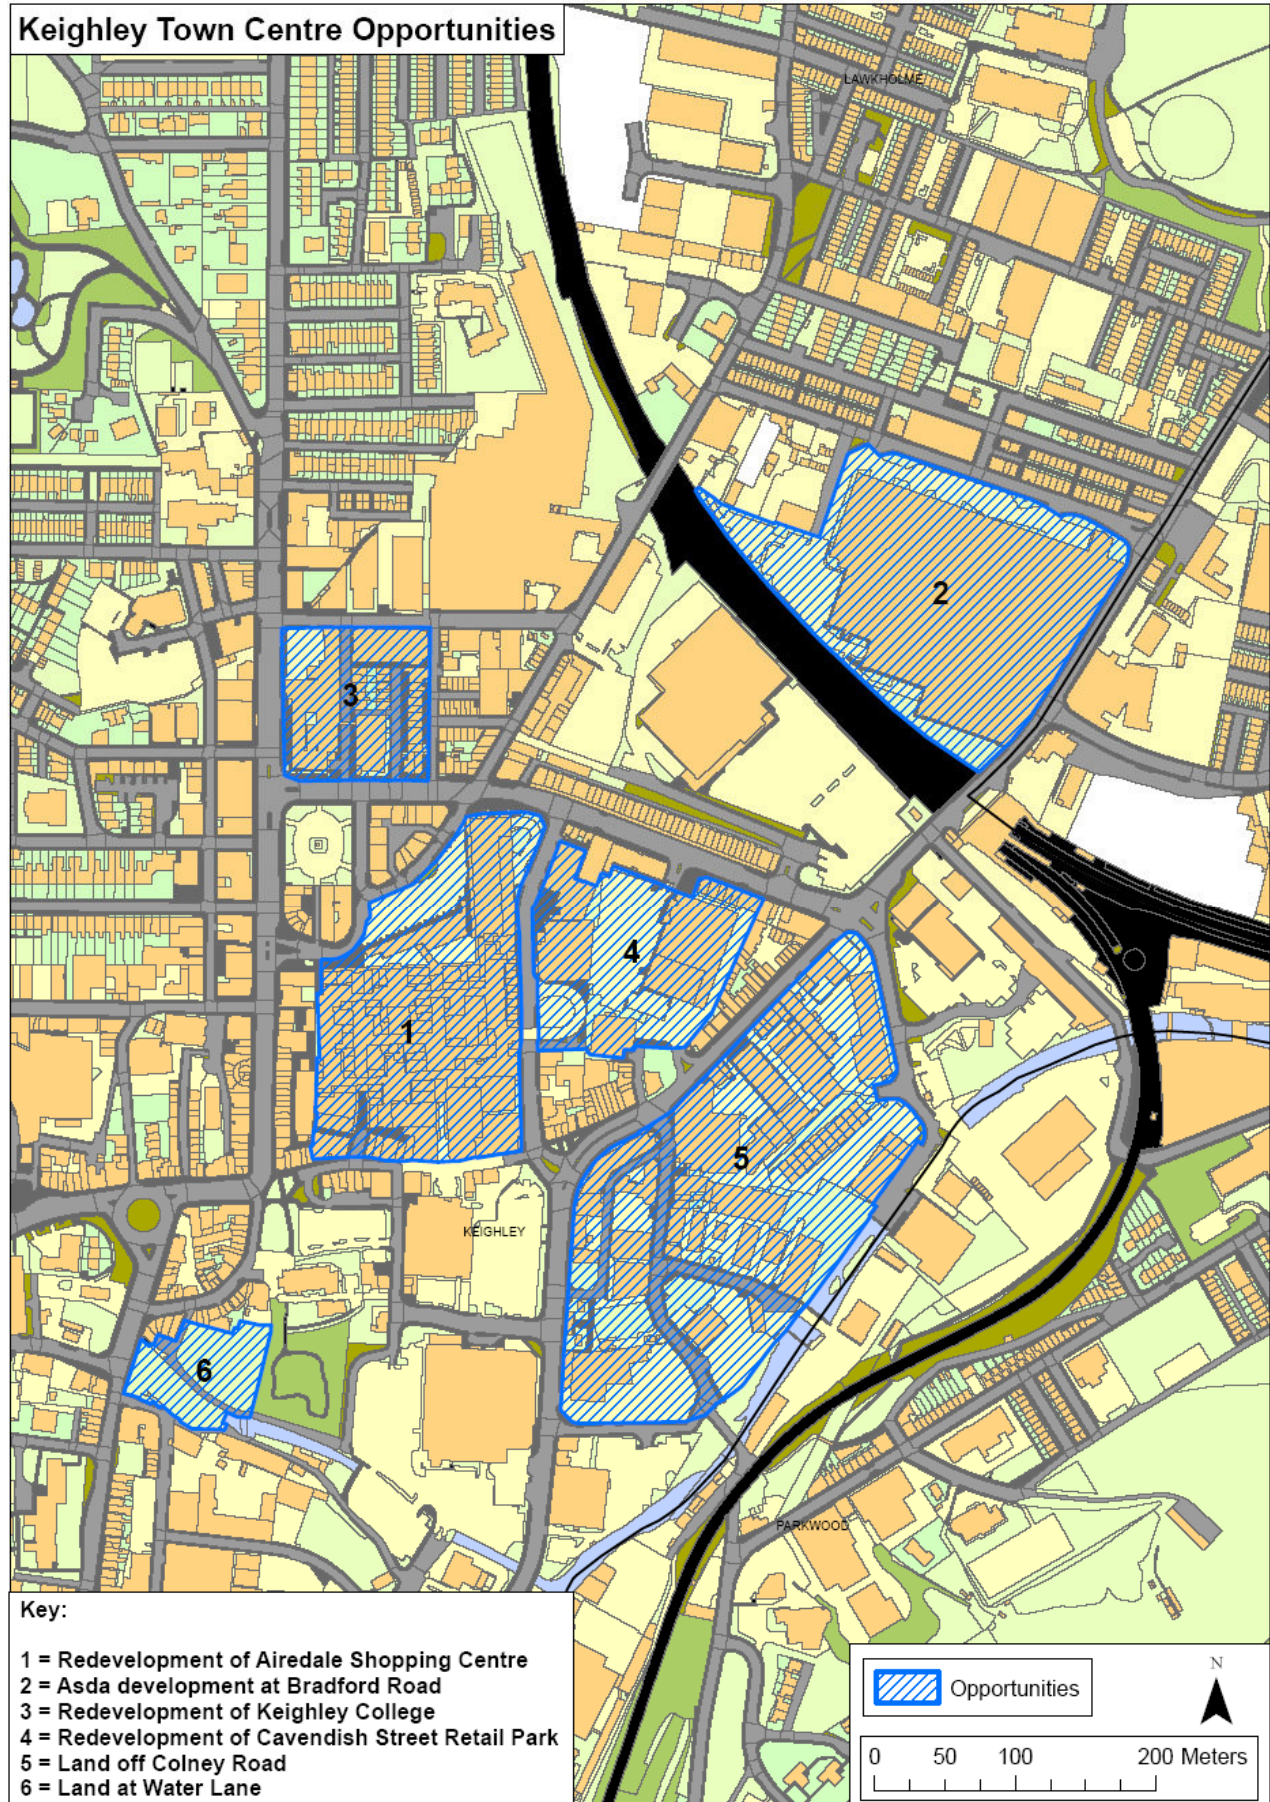 Keighley Town Centre Opportunities
LAWKHOLME
2
3
4
1
5
KEIGHLEY
6
PARKWOOD
Key:
1 = Redevelopment of Airedale Shopping Centre
2 = Asda development at Bradford Road
3 = Redevelopment of Keighley College
4 = Redevelopment of Cavendish Street Retail Park
5 = Land off Colney Road
6 = Land at Water Lane
N
Opportunities
0 50 100 200 Meters